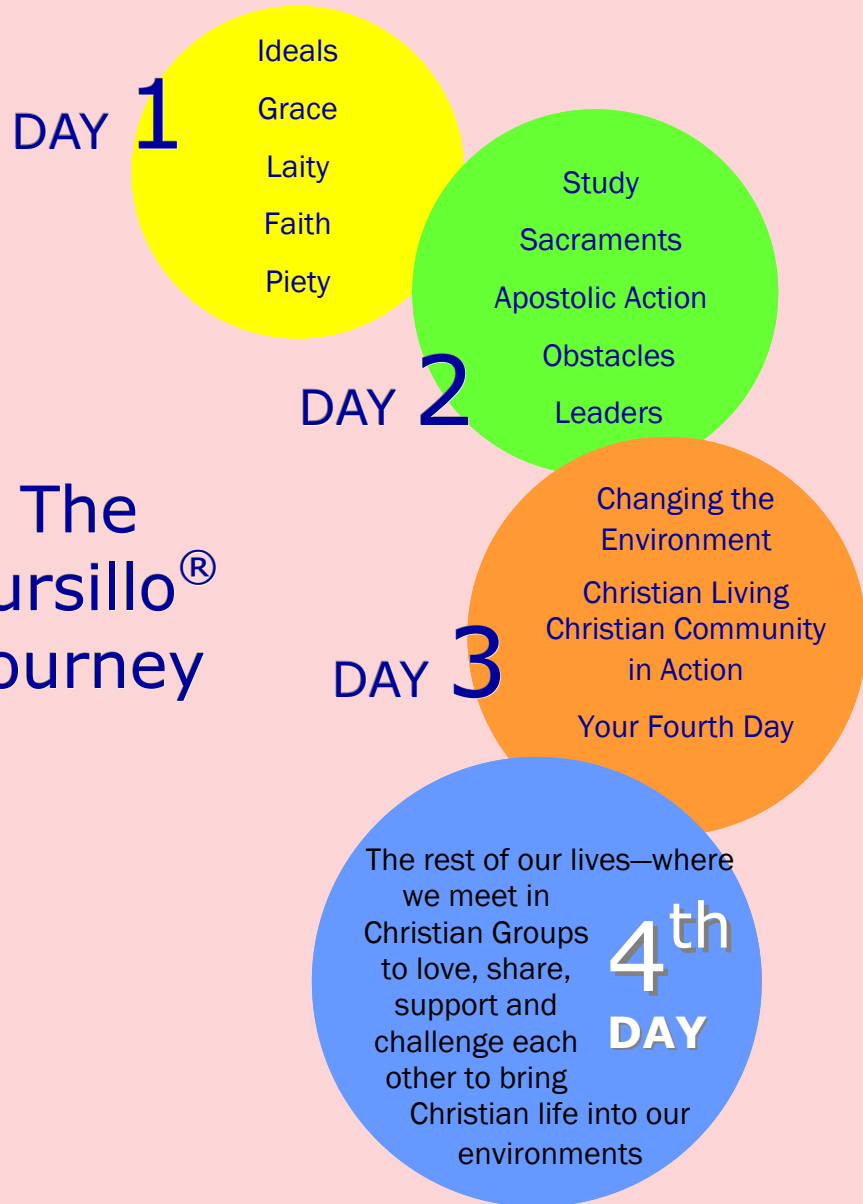 DAY 1
Ideals
Grace
Laity
Faith
Piety
DAY 2
Study
Sacraments
Apostolic Action
Obstacles
Leaders
The
ursillo®
ourney
DAY 3
Changing the
Environment
Christian Living
Christian Community
in Action
Your Fourth Day
The rest of our lives—where
we meet in
Christian Groups
to love, share,
support and
challenge each
other to bring
Christian life into our
environments
4th
DAY